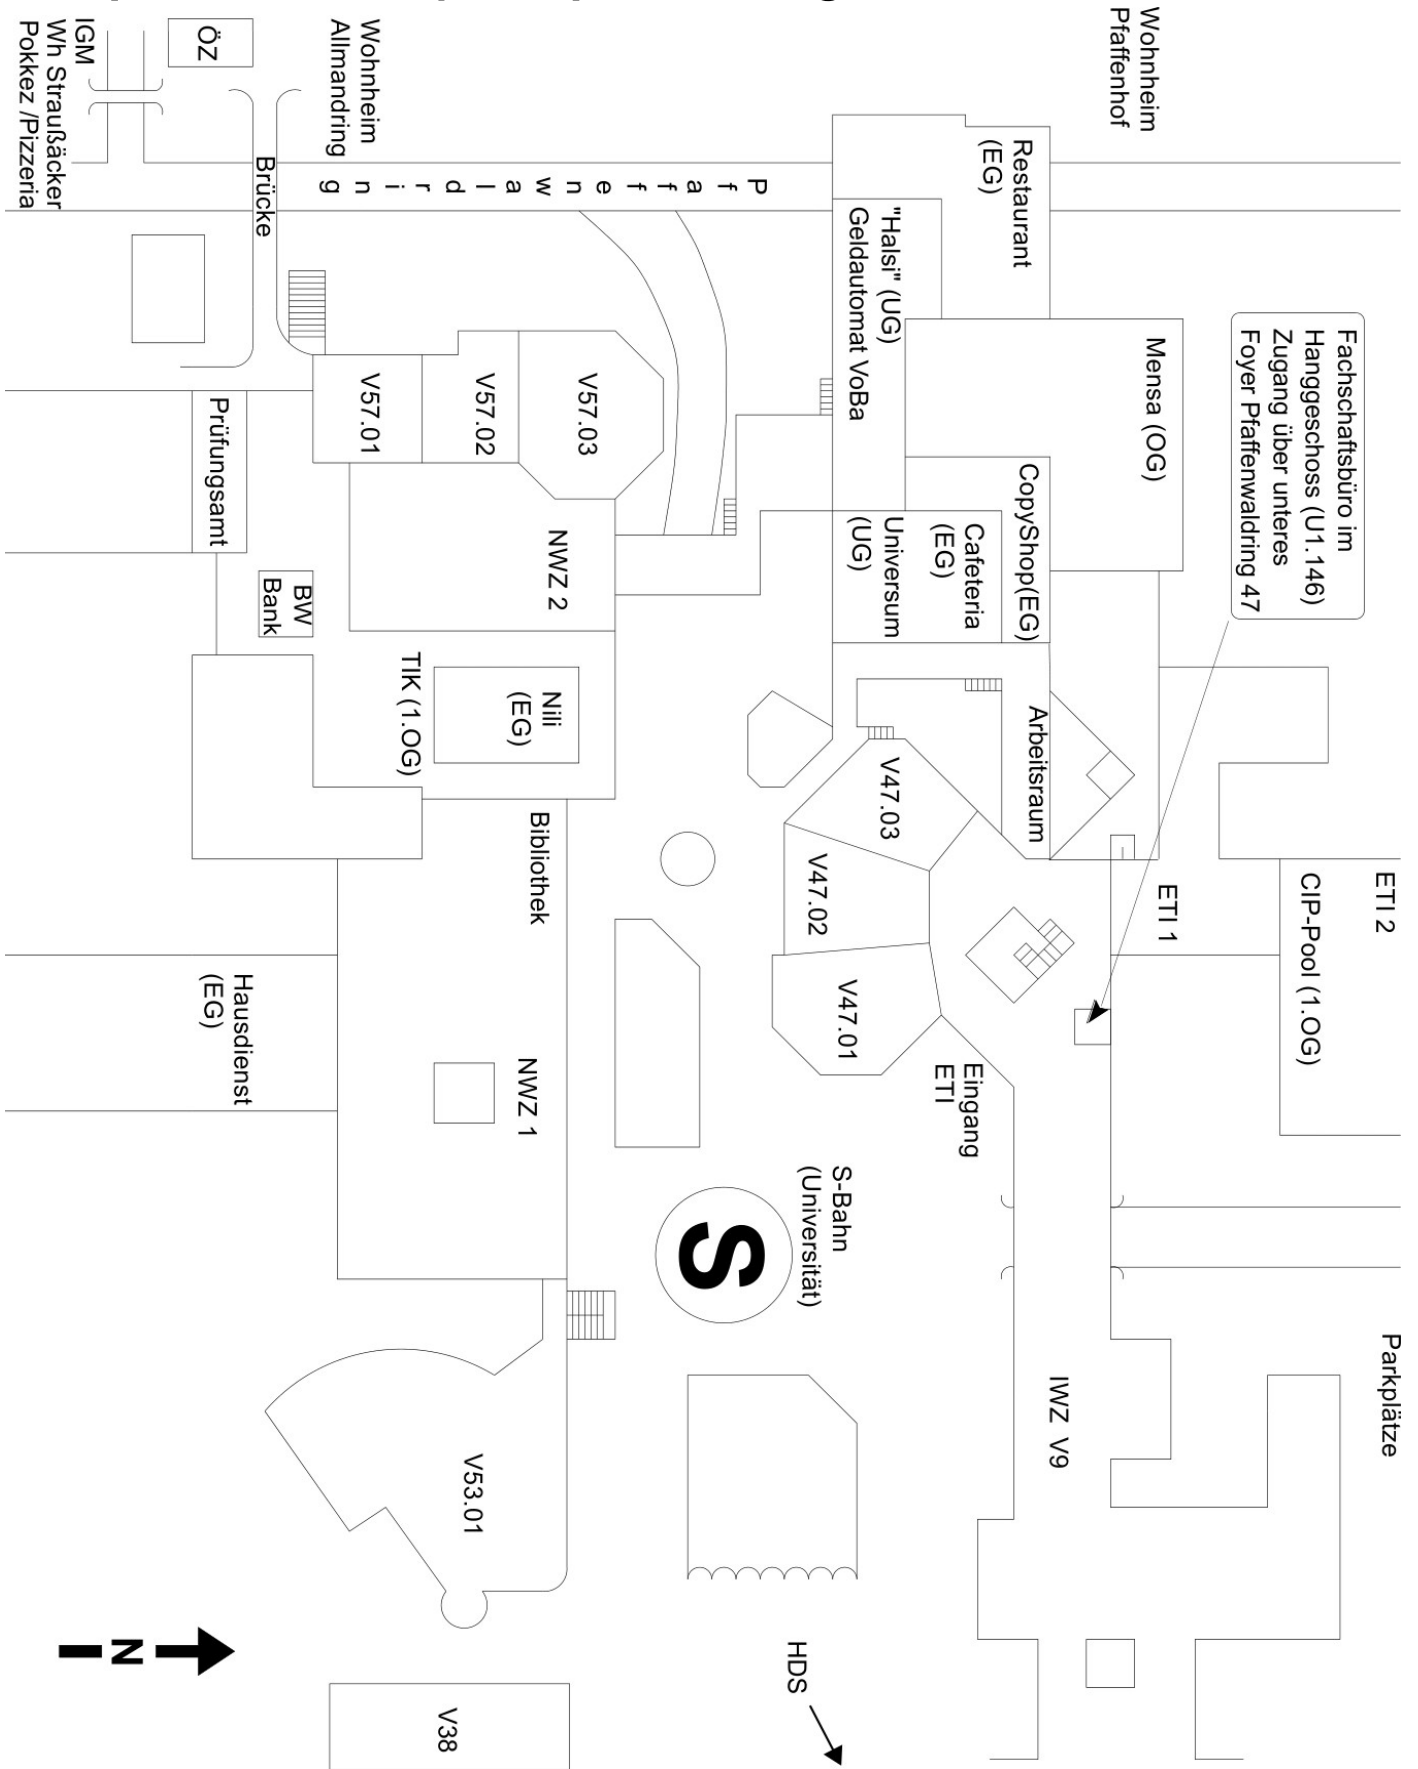 Wohnheim
Pfaffenhof
Parkplätze
ETI 2
CIP-Pool (1.OG)
Fachschaftsbüro im
Hanggeschoss (U1.146)
Zugang über unteres
Foyer Pfaffenwaldring 47
Mensa (OG)
ETI 1
Restaurant
(EG)
CopyShop(EG)
Arbeitsraum
IWZ V9
Cafeteria
(EG)
Eingang
ETI
"Halsi" (UG)
Geldautomat VoBa
Universum
(UG)
V47.03
V47.02
V47.01
S-Bahn
(Universität)
S
HDS
Pfaffenwaldring
V57.03
V57.02
V57.01
NWZ 2
Nili
(EG)
TIK (1.OG)
Bibliothek
NWZ 1
V53.01
V38
Wohnheim
Allmandring
Brücke
BW
Bank
Prüfungsamt
Hausdienst
(EG)
ÖZ
IGM
Wh Straußäcker
Pokkez /Pizzeria
N